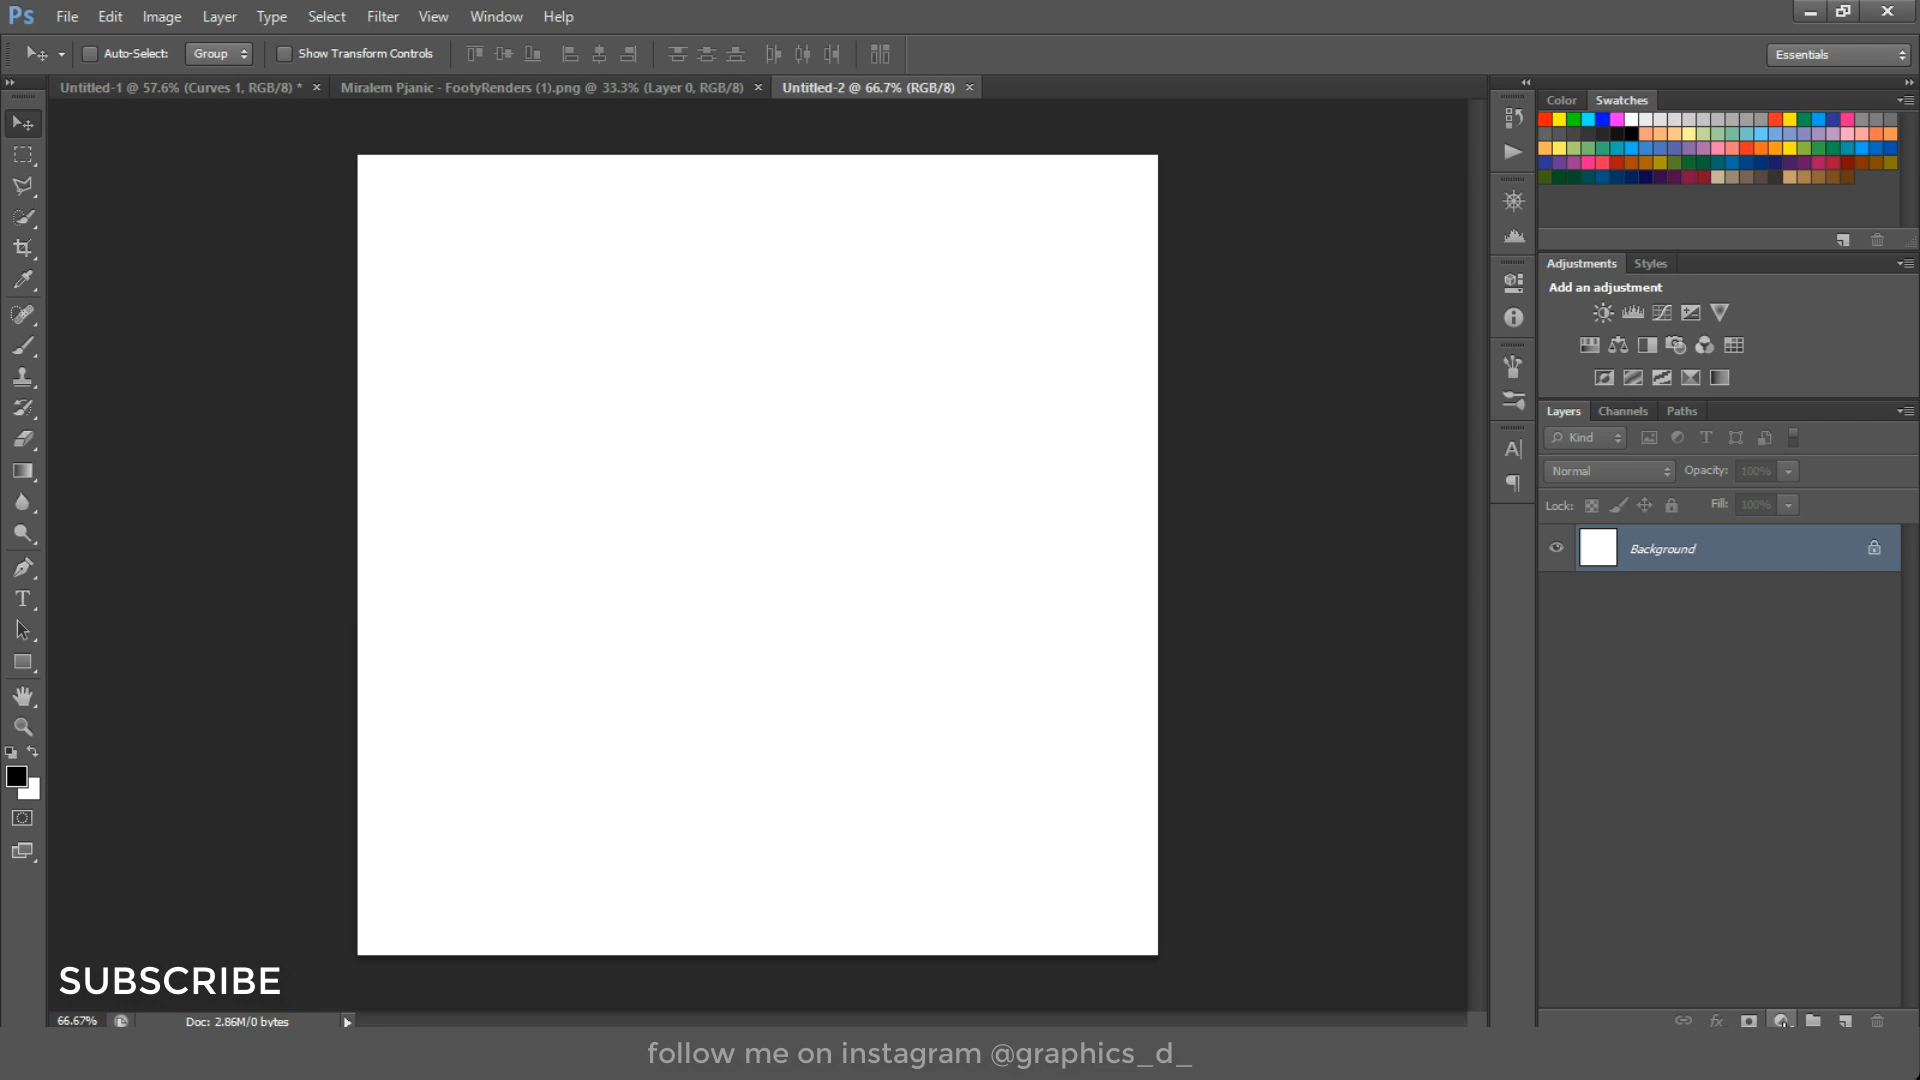 Ps File Edit Image Layer Type Select Filter View Window Help
Auto-Select: Group Show Transform Controls Essentials
Untitled-1 @ 57.6% (Curves 1, RGB/8) * × Miralem Pjanic - FootyRenders (1).png @ 33.3% (Layer 0, RGB/8) × Untitled-2 @ 66.7% (RGB/8) ×
Color Swatches
Adjustments Styles
Add an adjustment
Layers Channels Paths
Kind
Normal Opacity: 100%
Lock: Fill: 100%
Background
SUBSCRIBE
66.67% Doc: 2.86M/0 bytes
follow me on instagram @graphics_d_